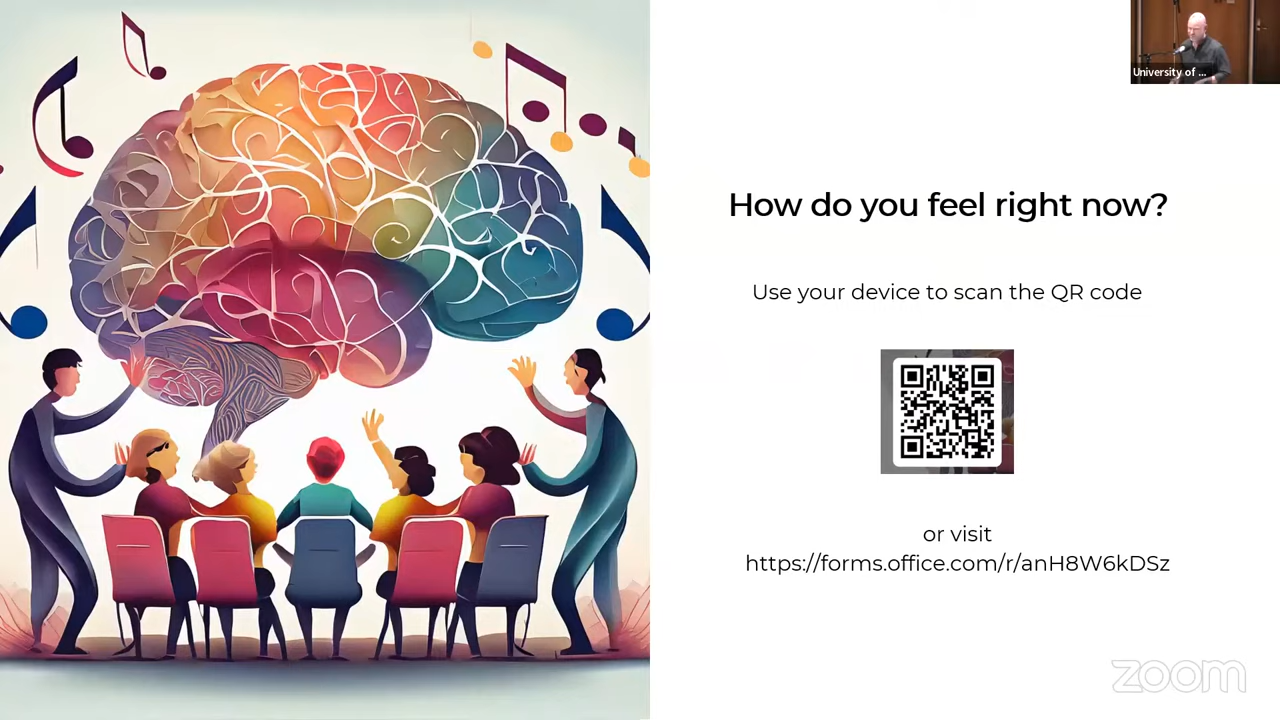 University of ...
How do you feel right now?
Use your device to scan the QR code
or visit
https://forms.office.com/r/anH8W6kDSz
zoom